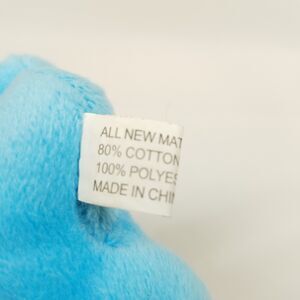 ALL NEW MAT
80% COTTON
100% POLYES
MADE IN CHIN